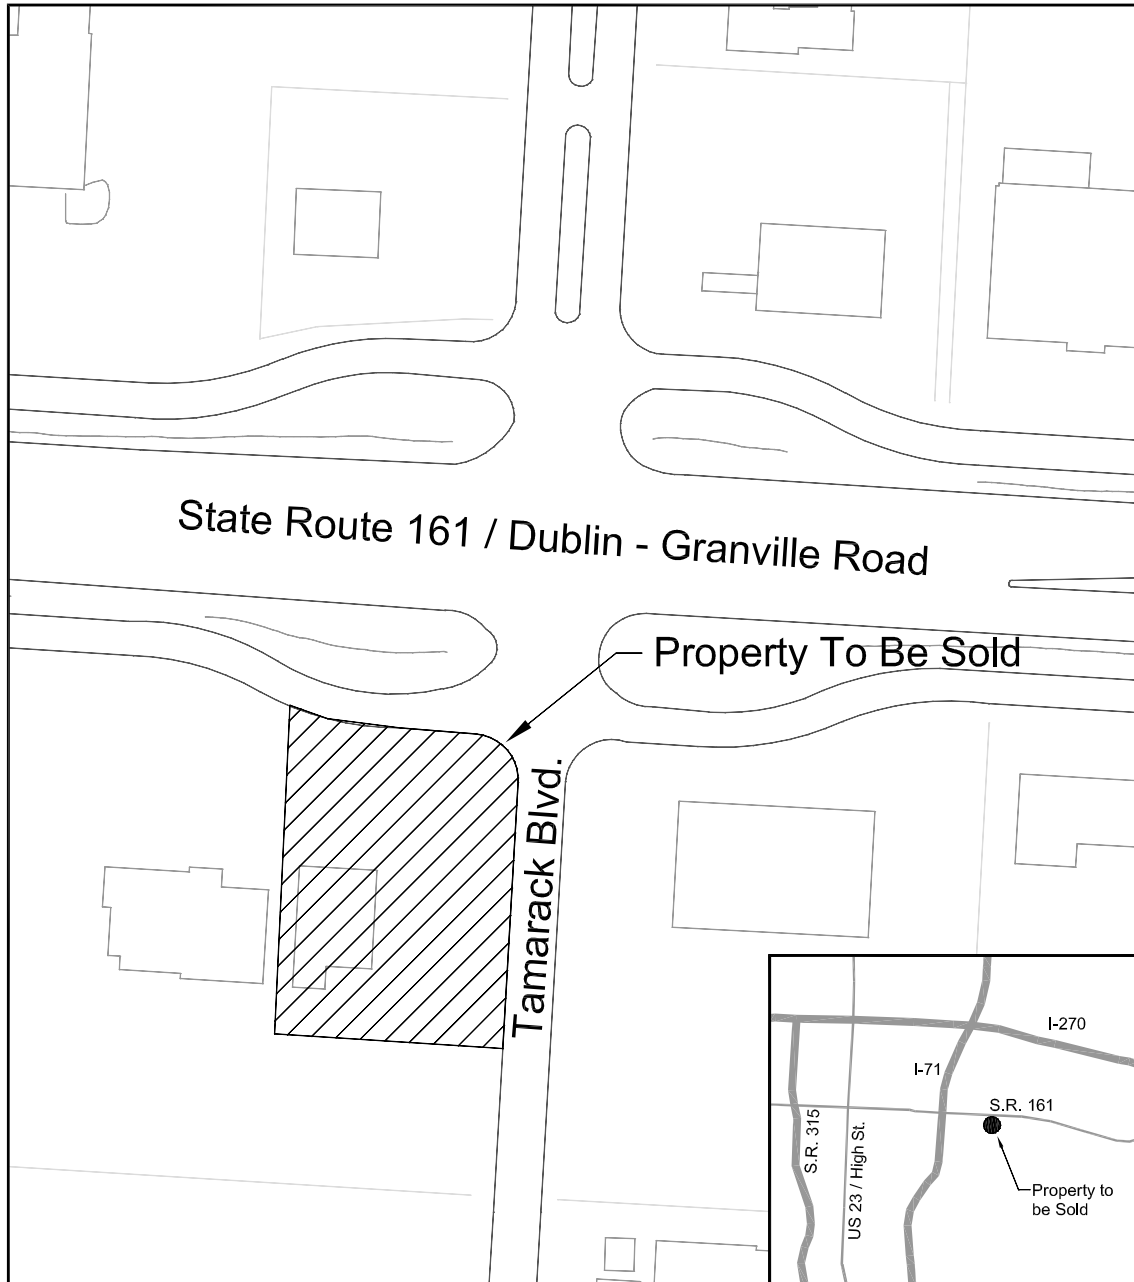 State Route 161 / Dublin - Granville Road
Property To Be Sold
Tamarack Blvd.
I-270
I-71
S.R. 161
S.R. 315
US 23 / High St.
Property to
be Sold